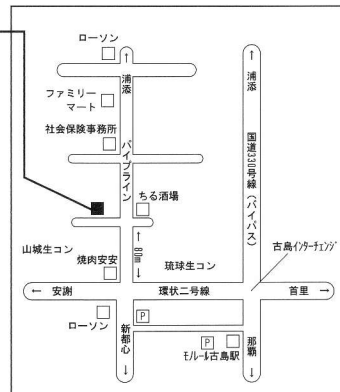 ローソン
↑
浦添
ファミリー
マート
社会保険事務所
パイプライン
↑
浦添
国道330号線(バイパス)
ちる酒場
↑
80m
↓
山城生コン
焼肉安安
琉球生コン
古島インターチェンジ
← 安謝
環状二号線
首里 →
ローソン
P
新都心
↓
P
モノレール古島駅
那覇
↓